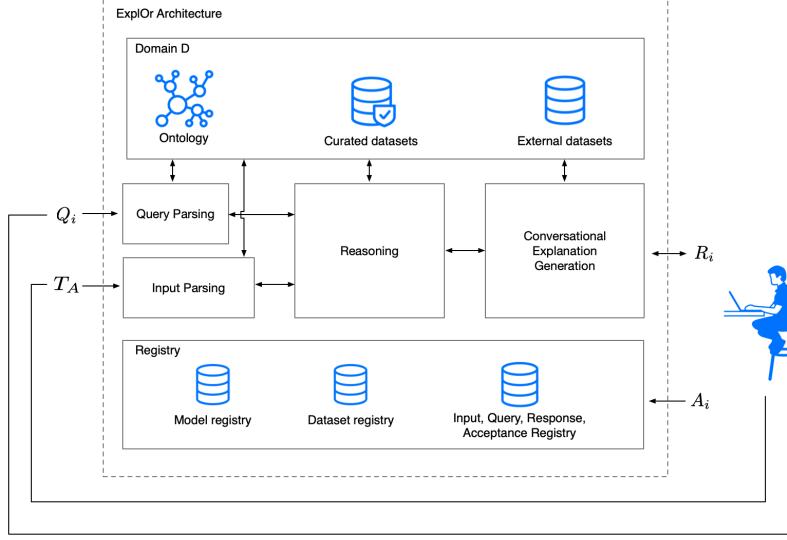 ExplOr Architecture
Domain D
Ontology
Curated datasets
External datasets
Query Parsing
Input Parsing
Reasoning
Conversational
Explanation
Generation
Q_i
T_A
R_i
A_i
Registry
Model registry
Dataset registry
Input, Query, Response,
Acceptance Registry